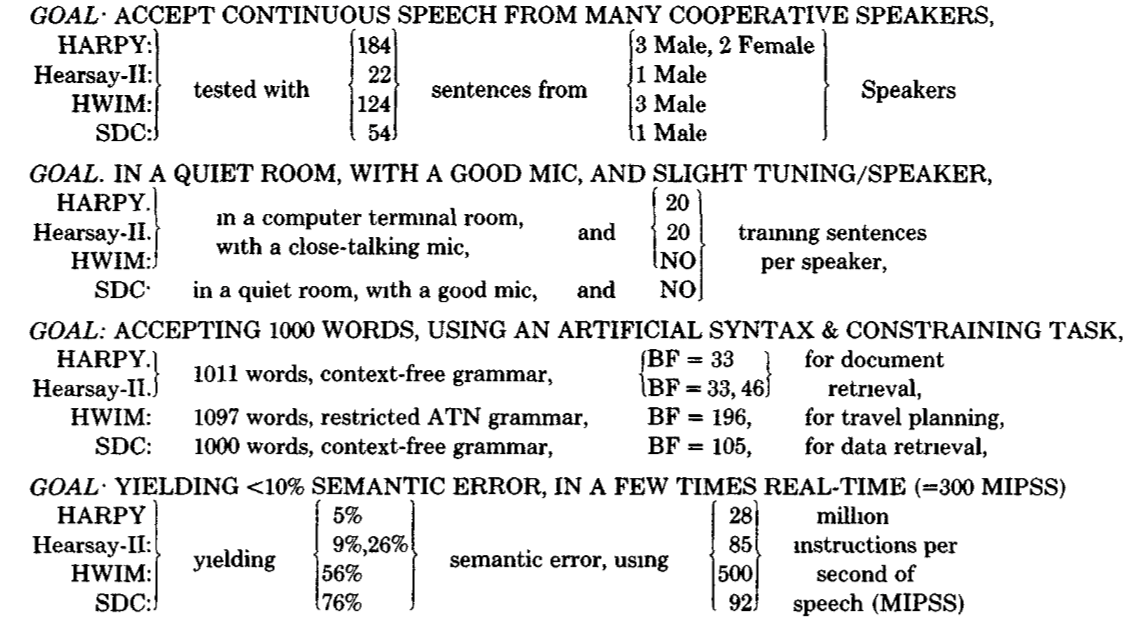 GOAL· ACCEPT CONTINUOUS SPEECH FROM MANY COOPERATIVE SPEAKERS,
HARPY: 184 3 Male, 2 Female
Hearsay-II: tested with 22 sentences from 1 Male Speakers
HWIM: 124 3 Male
SDC: 54 1 Male
GOAL. IN A QUIET ROOM, WITH A GOOD MIC, AND SLIGHT TUNING/SPEAKER,
HARPY. in a computer terminal room, 20
Hearsay-II. with a close-talking mic, and 20 training sentences
HWIM: NO per speaker,
SDC· in a quiet room, with a good mic, and NO
GOAL: ACCEPTING 1000 WORDS, USING AN ARTIFICIAL SYNTAX & CONSTRAINING TASK,
HARPY. 1011 words, context-free grammar, BF = 33 for document
Hearsay-II. BF = 33, 46 retrieval,
HWIM: 1097 words, restricted ATN grammar, BF = 196, for travel planning,
SDC: 1000 words, context-free grammar, BF = 105, for data retrieval,
GOAL· YIELDING <10% SEMANTIC ERROR, IN A FEW TIMES REAL-TIME (=300 MIPSS)
HARPY 5% 28 million
Hearsay-II: yielding 9%,26% semantic error, using 85 instructions per
HWIM: 56% 500 second of
SDC: 76% 92 speech (MIPSS)